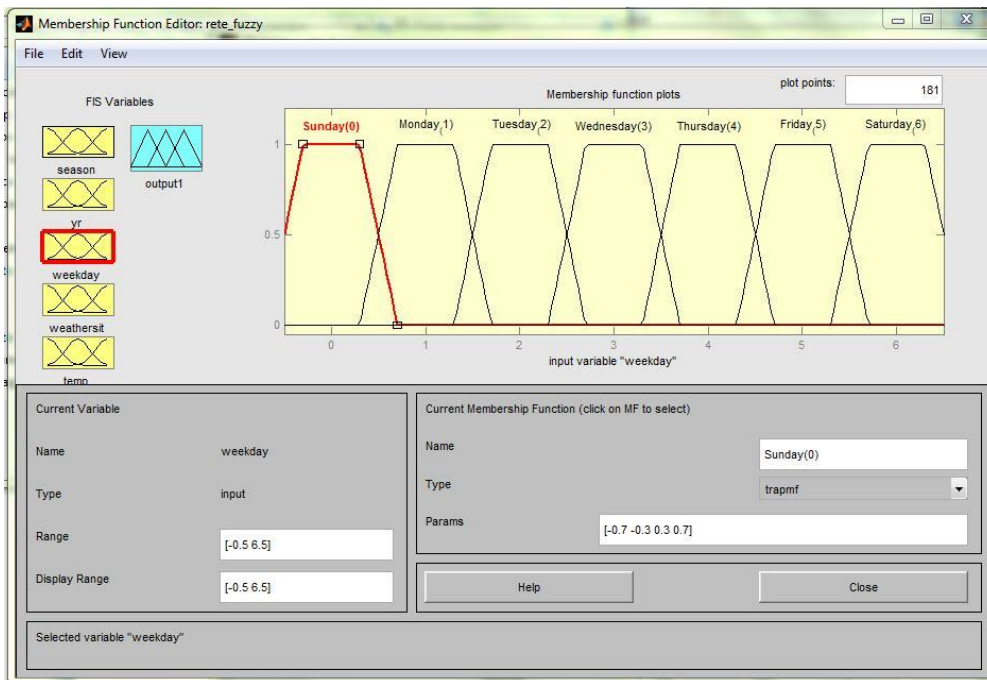 Membership Function Editor: rete_fuzzy
File Edit View
FIS Variables
season
yr
weekday
weathersit
temp
output1
Membership function plots
plot points:
181
Sunday(0) Monday(1) Tuesday(2) Wednesday(3) Thursday(4) Friday(5) Saturday(6)
1
0.5
0
0 1 2 3 4 5 6
input variable "weekday"
Current Variable
Name weekday
Type input
Range [-0.5 6.5]
Display Range [-0.5 6.5]
Current Membership Function (click on MF to select)
Name Sunday(0)
Type trapmf
Params [-0.7 -0.3 0.3 0.7]
Help Close
Selected variable "weekday"